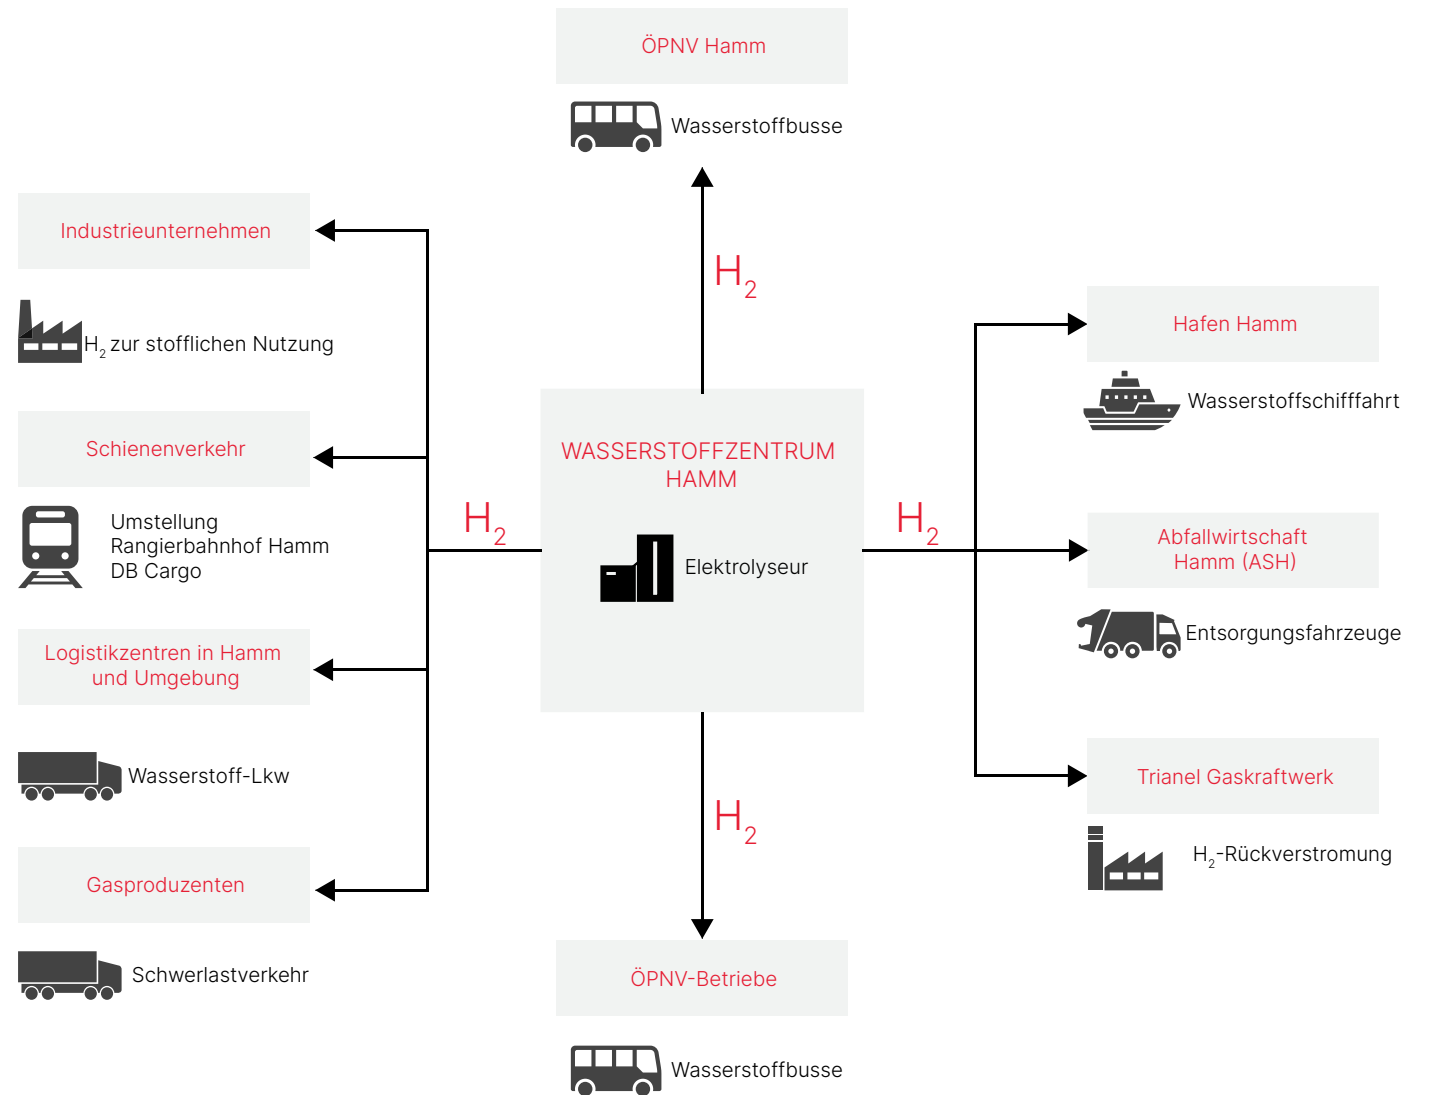 ÖPNV Hamm
Wasserstoffbusse
H₂
Industrieunternehmen
H₂ zur stofflichen Nutzung
Schienenverkehr
Umstellung
Rangierbahnhof Hamm
DB Cargo
Logistikzentren in Hamm
und Umgebung
Wasserstoff-Lkw
Gasproduzenten
Schwerlastverkehr
H₂
WASSERSTOFFZENTRUM
HAMM
Elektrolyseur
H₂
Hafen Hamm
Wasserstoffschifffahrt
Abfallwirtschaft
Hamm (ASH)
Entsorgungsfahrzeuge
Trianel Gaskraftwerk
H₂-Rückverstromung
H₂
ÖPNV-Betriebe
Wasserstoffbusse